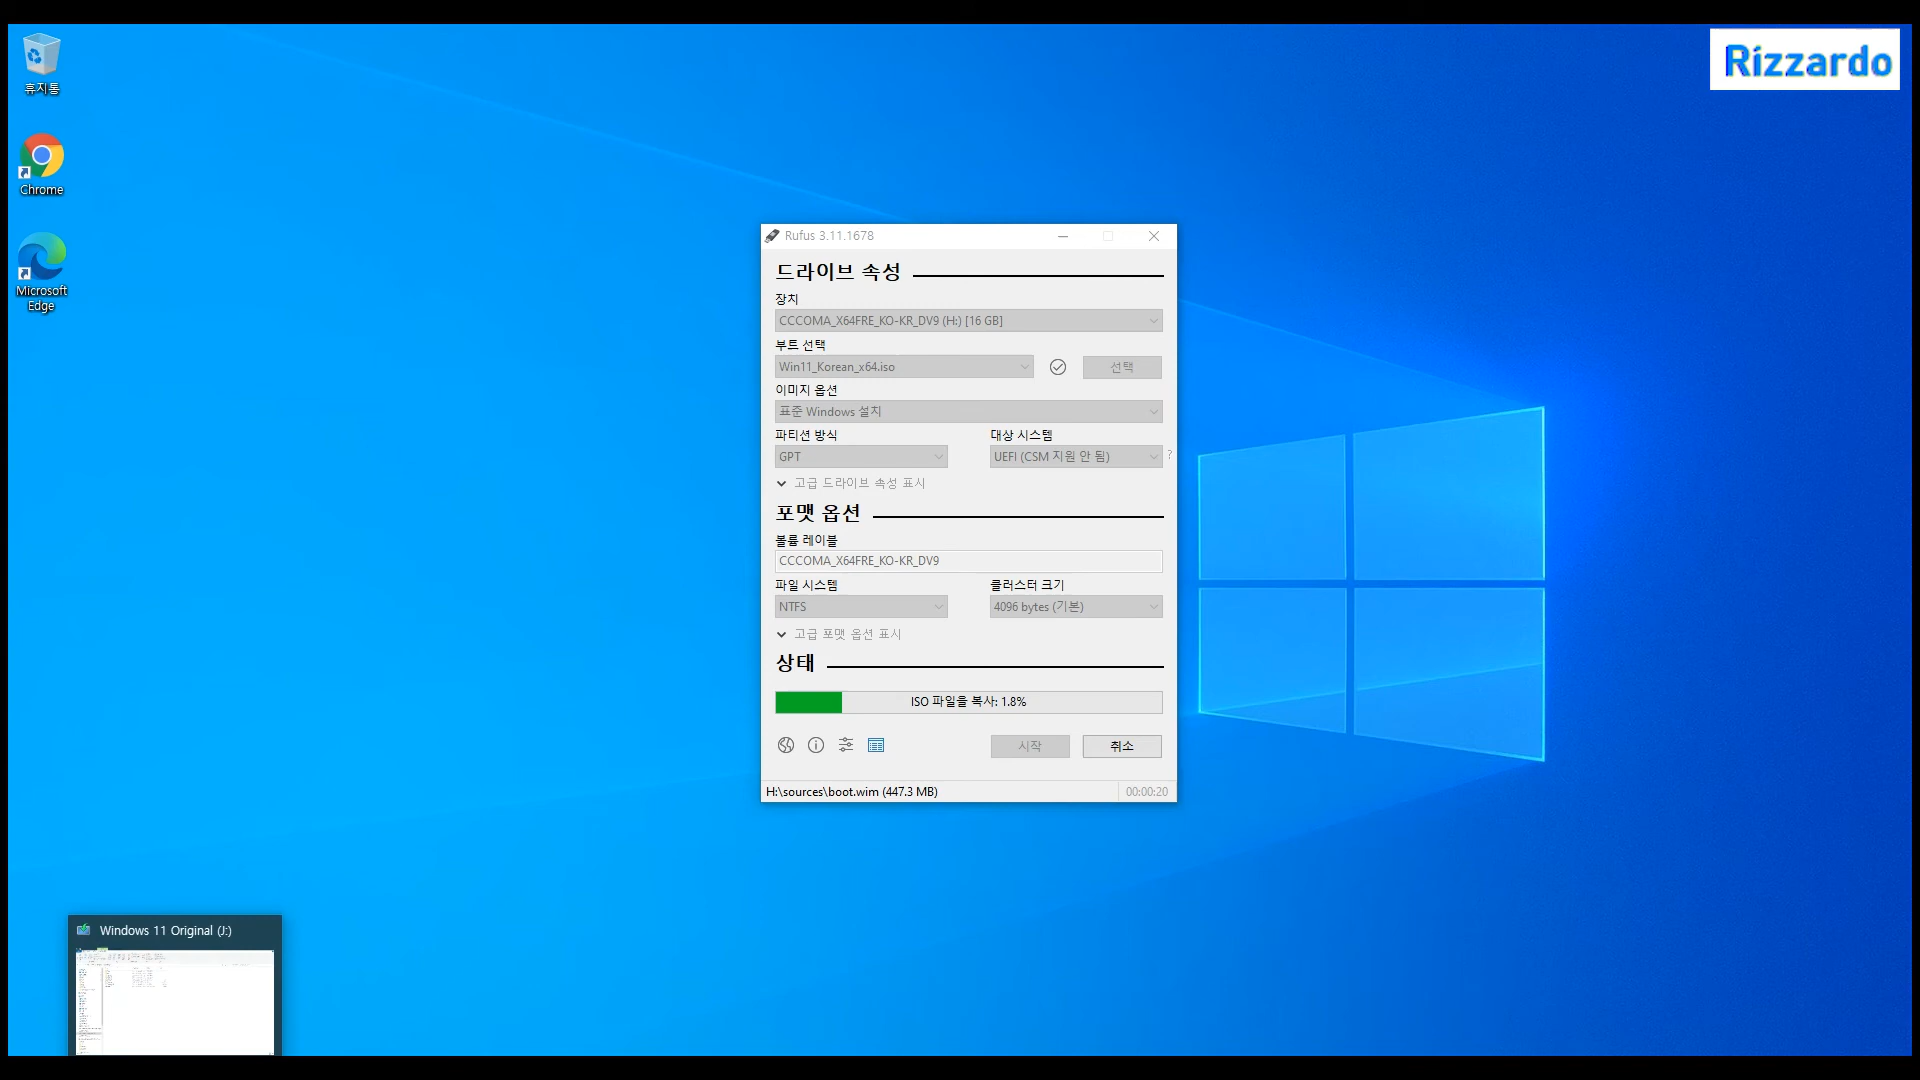 휴지통
Chrome
Microsoft
Edge
Rizzardo
Rufus 3.11.1678
드라이브 속성
장치
CCCOMA_X64FRE_KO-KR_DV9 (H:) [16 GB]
부트 선택
Win11_Korean_x64.iso
선택
이미지 옵션
표준 Windows 설치
파티션 방식
대상 시스템
GPT
UEFI (CSM 지원 안 됨)
?
고급 드라이브 속성 표시
포맷 옵션
볼륨 레이블
CCCOMA_X64FRE_KO-KR_DV9
파일 시스템
클러스터 크기
NTFS
4096 bytes (기본)
고급 포맷 옵션 표시
상태
ISO 파일을 복사: 1.8%
시작
취소
H:\sources\boot.wim (447.3 MB)
00:00:20
Windows 11 Original (J:)